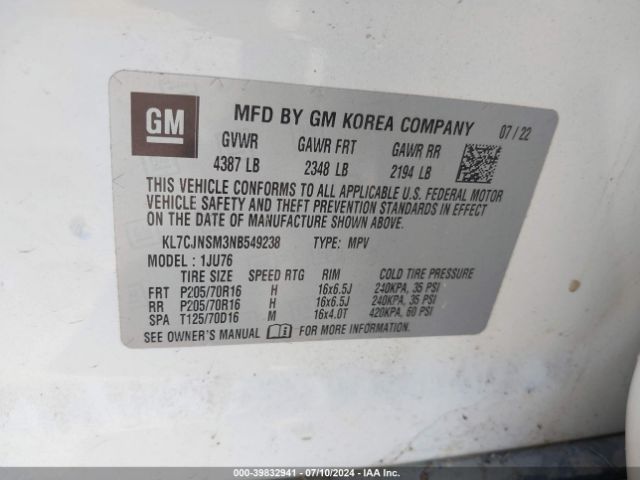 GM
MFD BY GM KOREA COMPANY 07/22
GVWR GAWR FRT GAWR RR
4387 LB 2348 LB 2194 LB
THIS VEHICLE CONFORMS TO ALL APPLICABLE U.S. FEDERAL MOTOR
VEHICLE SAFETY AND THEFT PREVENTION STANDARDS IN EFFECT
ON THE DATE OF MANUFACTURE SHOWN ABOVE.
KL7CJNSM3NB549238 TYPE: MPV
MODEL : 1JU76
TIRE SIZE SPEED RTG RIM COLD TIRE PRESSURE
FRT P205/70R16 H 16x6.5J 240KPA, 35 PSI
RR P205/70R16 H 16x6.5J 240KPA, 35 PSI
SPA T125/70D16 M 16x4.0T 420KPA, 60 PSI
SEE OWNER'S MANUAL FOR MORE INFORMATION.
000-39832941 - 07/10/2024 - IAA, Inc.